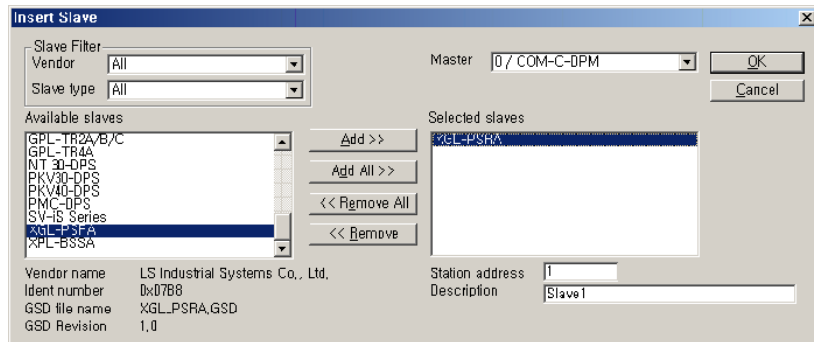 Insert Slave
Slave Filter
Vendor All
Slave type All
Master 0 / COM-C-DPM
OK
Cancel
Available slaves
GPL-TR2A/B/C
GPL-TR4A
NT 30-DPS
PKV30-DPS
PKV40-DPS
PMC-DPS
SV-iS Series
XGL-PSFA
XPL-BSSA
Add >>
Add All >>
<< Remove All
<< Remove
Selected slaves
XGL-PSRA
Vendor name LS Industrial Systems Co., Ltd.
Ident number 0x07B8
GSD file name XGL_PSRA.GSD
GSD Revision 1.0
Station address 1
Description Slave1